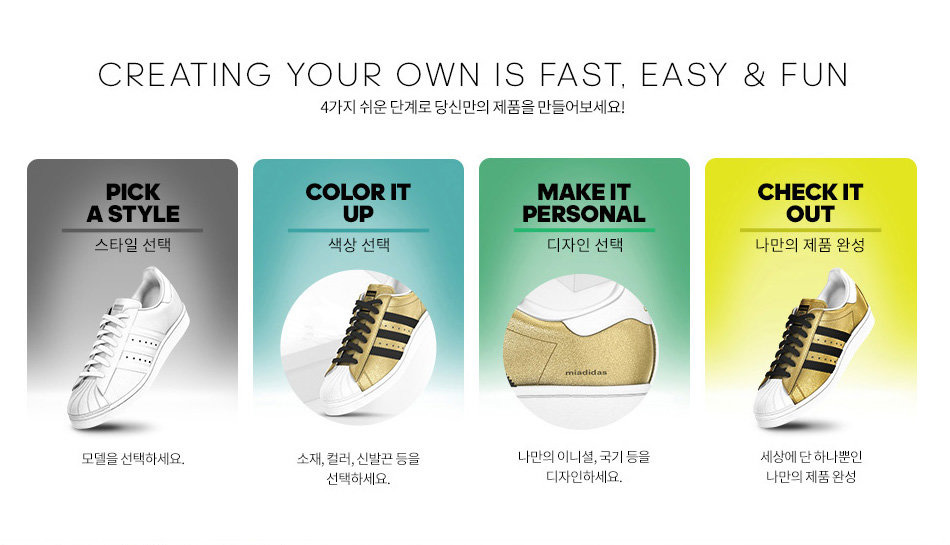 CREATING YOUR OWN IS FAST, EASY & FUN
4가지 쉬운 단계로 당신만의 제품을 만들어보세요!
PICK
A STYLE
스타일 선택
모델을 선택하세요.
COLOR IT
UP
색상 선택
소재, 컬러, 신발끈 등을
선택하세요.
MAKE IT
PERSONAL
디자인 선택
miadidas
나만의 이니셜, 국기 등을
디자인하세요.
CHECK IT
OUT
나만의 제품 완성
세상에 단 하나뿐인
나만의 제품 완성